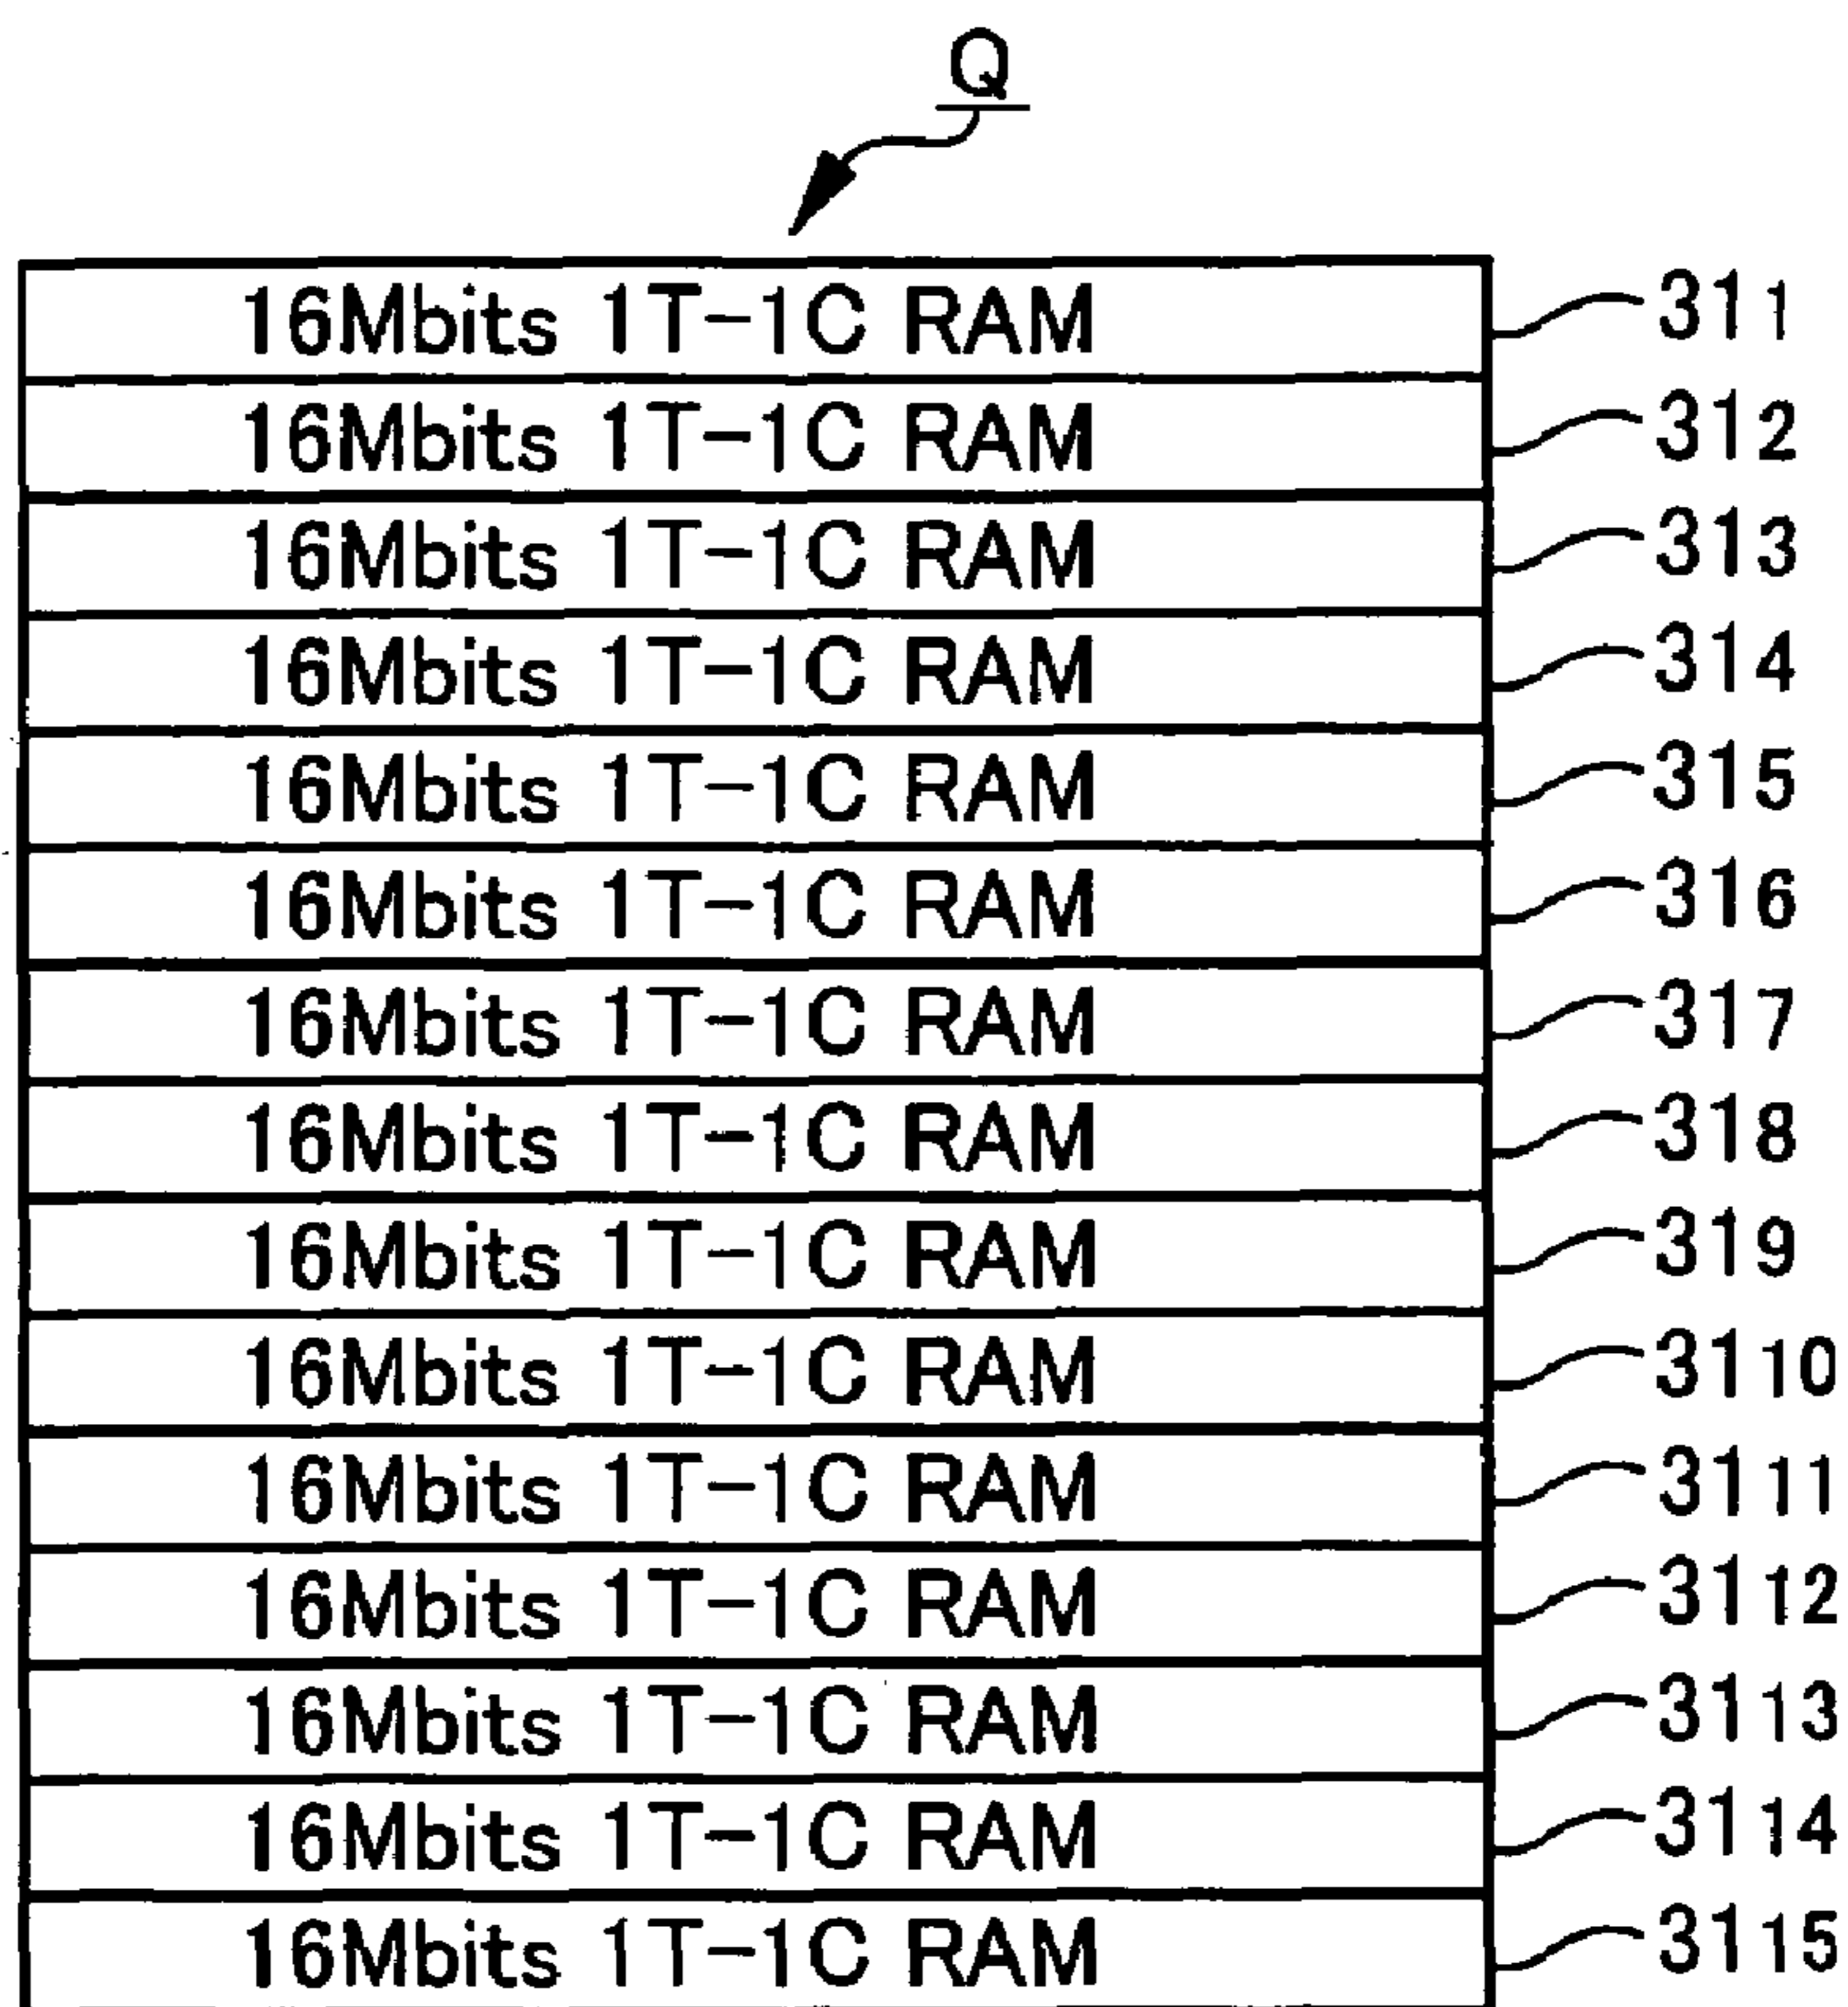 Q
16Mbits 1T-1C RAM 311
16Mbits 1T-1C RAM 312
16Mbits 1T-1C RAM 313
16Mbits 1T-1C RAM 314
16Mbits 1T-1C RAM 315
16Mbits 1T-1C RAM 316
16Mbits 1T-1C RAM 317
16Mbits 1T-1C RAM 318
16Mbits 1T-1C RAM 319
16Mbits 1T-1C RAM 3110
16Mbits 1T-1C RAM 3111
16Mbits 1T-1C RAM 3112
16Mbits 1T-1C RAM 3113
16Mbits 1T-1C RAM 3114
16Mbits 1T-1C RAM 3115